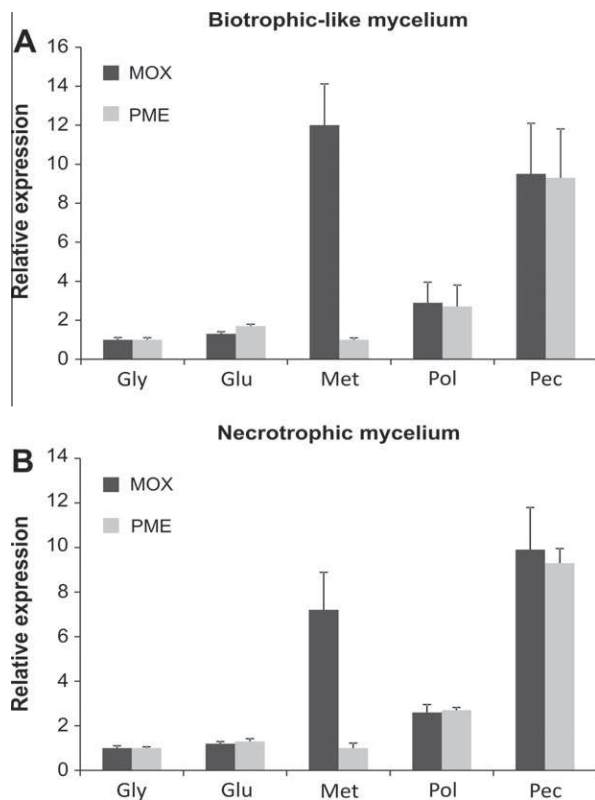 Biotrophic-like mycelium
A
16
14
12
10
8
6
4
2
0
Relative expression
MOX
PME
Gly Glu Met Pol Pec
Necrotrophic mycelium
B
14
12
10
8
6
4
2
0
Relative expression
MOX
PME
Gly Glu Met Pol Pec